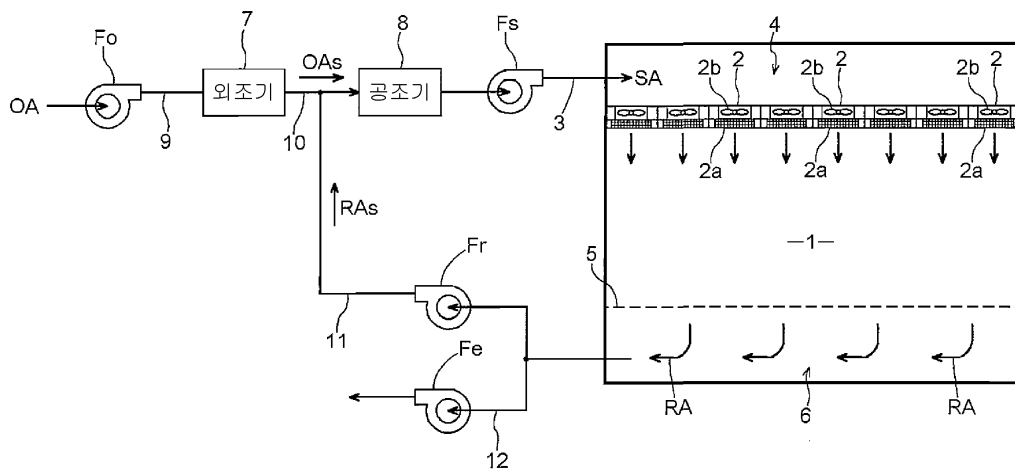 Fo
7
OAs
8
Fs
4
OA
외조기
공조기
SA
2b
2
2b
2
2b
2
9
10
3
2a
2a
2a
RAs
—1—
Fr
5
11
Fe
RA
6
RA
12